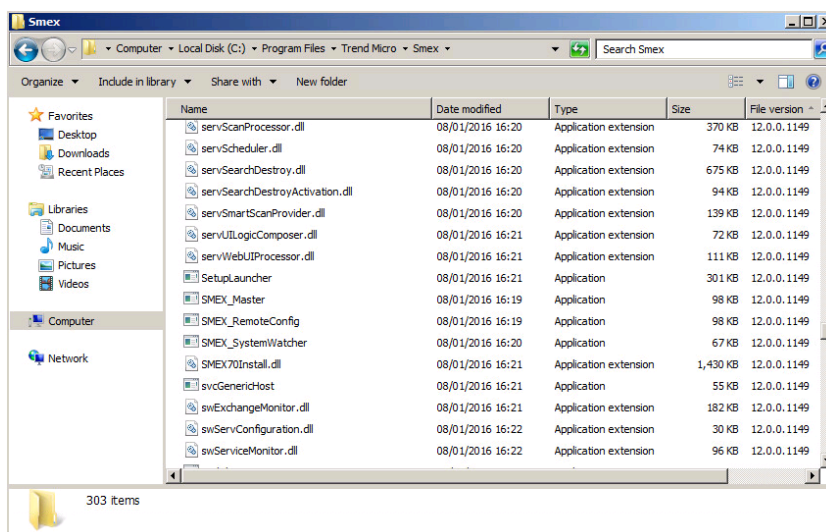 Smex
Computer Local Disk (C:) Program Files Trend Micro Smex Search Smex
Organize Include in library Share with New folder
Favorites
Desktop
Downloads
Recent Places
Libraries
Documents
Music
Pictures
Videos
Computer
Network
Name Date modified Type Size File version
servScanProcessor.dll 08/01/2016 16:20 Application extension 370 KB 12.0.0.1149
servScheduler.dll 08/01/2016 16:20 Application extension 74 KB 12.0.0.1149
servSearchDestroy.dll 08/01/2016 16:20 Application extension 675 KB 12.0.0.1149
servSearchDestroyActivation.dll 08/01/2016 16:20 Application extension 94 KB 12.0.0.1149
servSmartScanProvider.dll 08/01/2016 16:20 Application extension 139 KB 12.0.0.1149
servUILogicComposer.dll 08/01/2016 16:21 Application extension 72 KB 12.0.0.1149
servWebUIProcessor.dll 08/01/2016 16:21 Application extension 111 KB 12.0.0.1149
SetupLauncher 08/01/2016 16:21 Application 301 KB 12.0.0.1149
SMEX_Master 08/01/2016 16:19 Application 98 KB 12.0.0.1149
SMEX_RemoteConfig 08/01/2016 16:19 Application 98 KB 12.0.0.1149
SMEX_SystemWatcher 08/01/2016 16:20 Application 67 KB 12.0.0.1149
SMEX70Install.dll 08/01/2016 16:21 Application extension 1,430 KB 12.0.0.1149
svcGenericHost 08/01/2016 16:21 Application 55 KB 12.0.0.1149
swExchangeMonitor.dll 08/01/2016 16:21 Application extension 182 KB 12.0.0.1149
swServConfiguration.dll 08/01/2016 16:22 Application extension 30 KB 12.0.0.1149
swServiceMonitor.dll 08/01/2016 16:22 Application extension 96 KB 12.0.0.1149
303 items